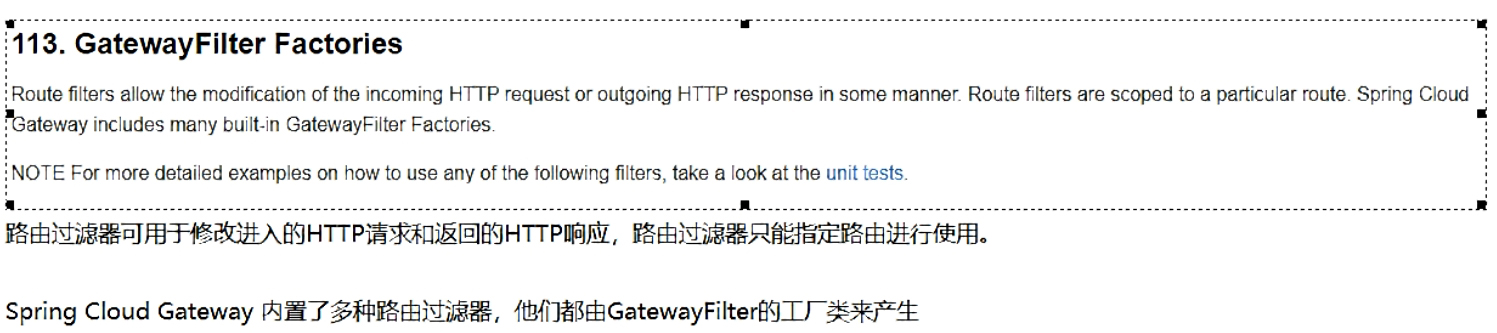 113. GatewayFilter Factories
Route filters allow the modification of the incoming HTTP request or outgoing HTTP response in some manner. Route filters are scoped to a particular route. Spring Cloud
Gateway includes many built-in GatewayFilter Factories.
NOTE For more detailed examples on how to use any of the following filters, take a look at the unit tests.
路由过滤器可用于修改进入的HTTP请求和返回的HTTP响应，路由过滤器只能指定路由进行使用。
Spring Cloud Gateway 内置了多种路由过滤器，他们都由GatewayFilter的工厂类来产生